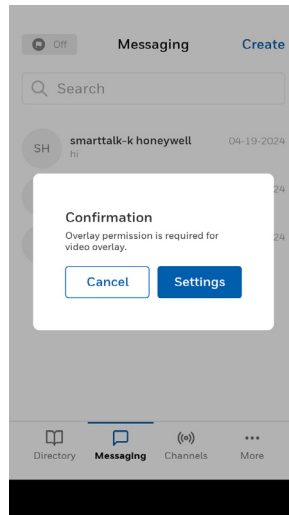 Off
Messaging
Create
Search
smarttalk-k honeywell
04-19-2024
SH
hi
24
Confirmation
Overlay permission is required for
video overlay.
24
Cancel
Settings
Directory
Messaging
Channels
More